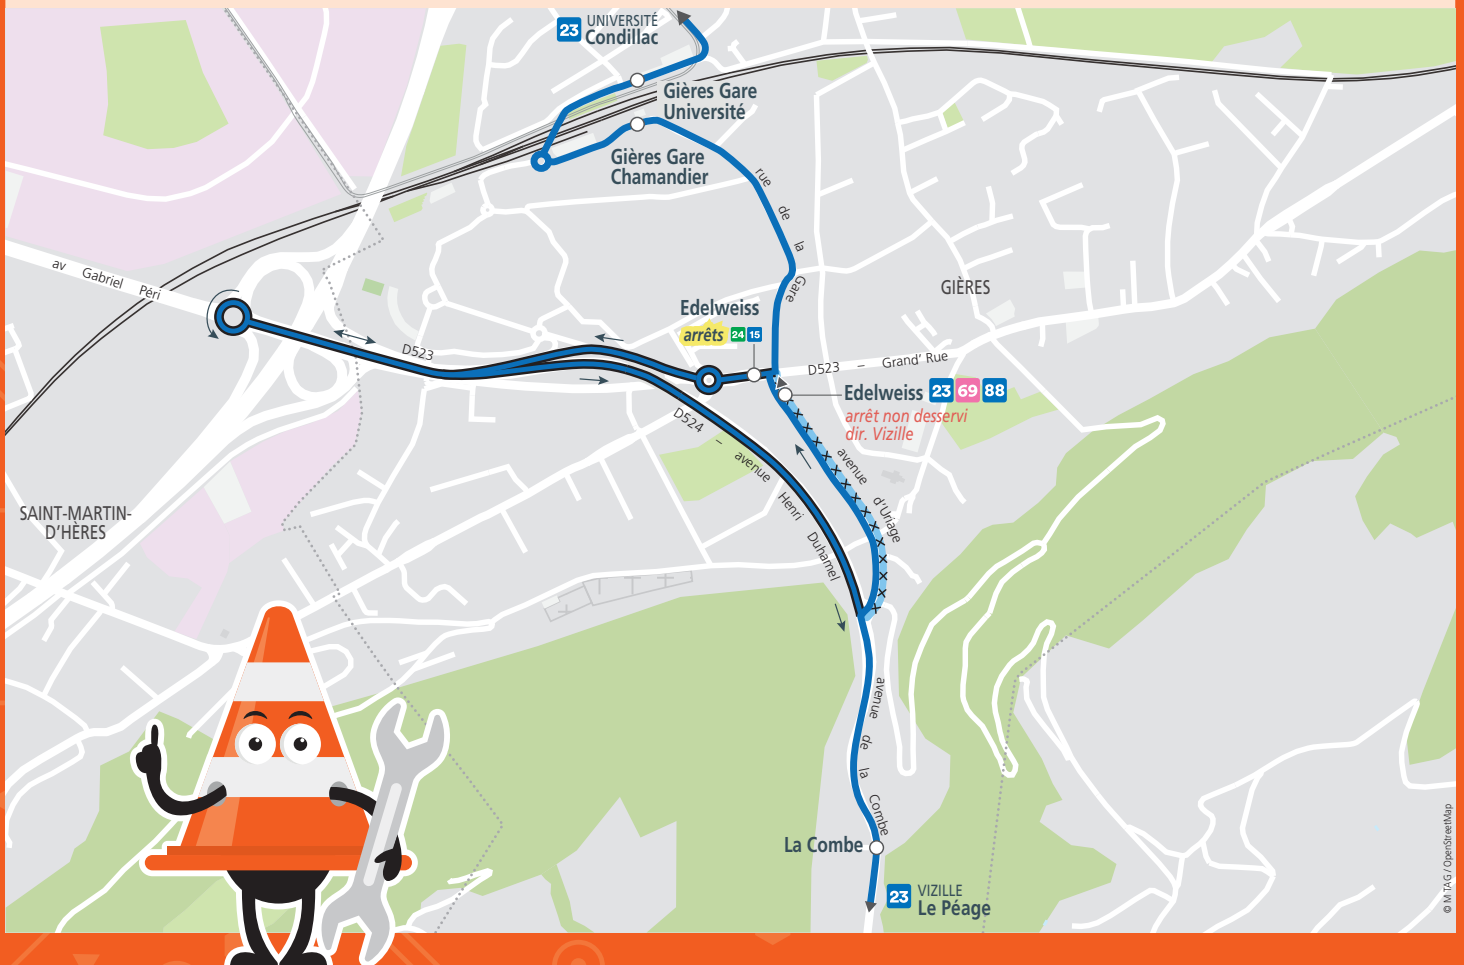 23 UNIVERSITÉ
Condillac
Gières Gare
Université
Gières Gare
Chamandier
rue de la Gare
av Gabriel Péri
GIÈRES
Edelweiss
arrêts 24 15
D523
D523 – Grand' Rue
Edelweiss 23 69 88
arrêt non desservi
dir. Vizille
D524 – avenue Henri Duhamel
avenue d'Uriage
SAINT-MARTIN-
D'HÈRES
avenue de la Combe
La Combe
23 VIZILLE
Le Péage
© M TAG / OpenStreetMap